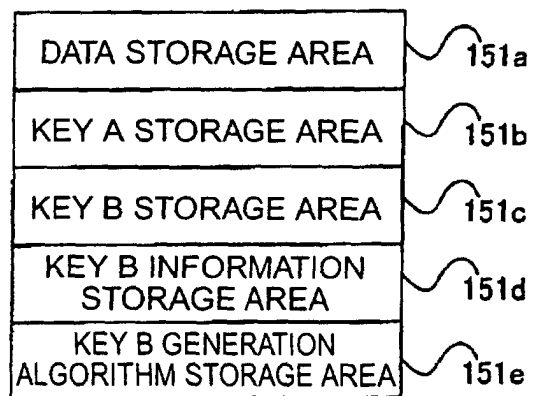 DATA STORAGE AREA 151a
KEY A STORAGE AREA 151b
KEY B STORAGE AREA 151c
KEY B INFORMATION
STORAGE AREA 151d
KEY B GENERATION
ALGORITHM STORAGE AREA 151e